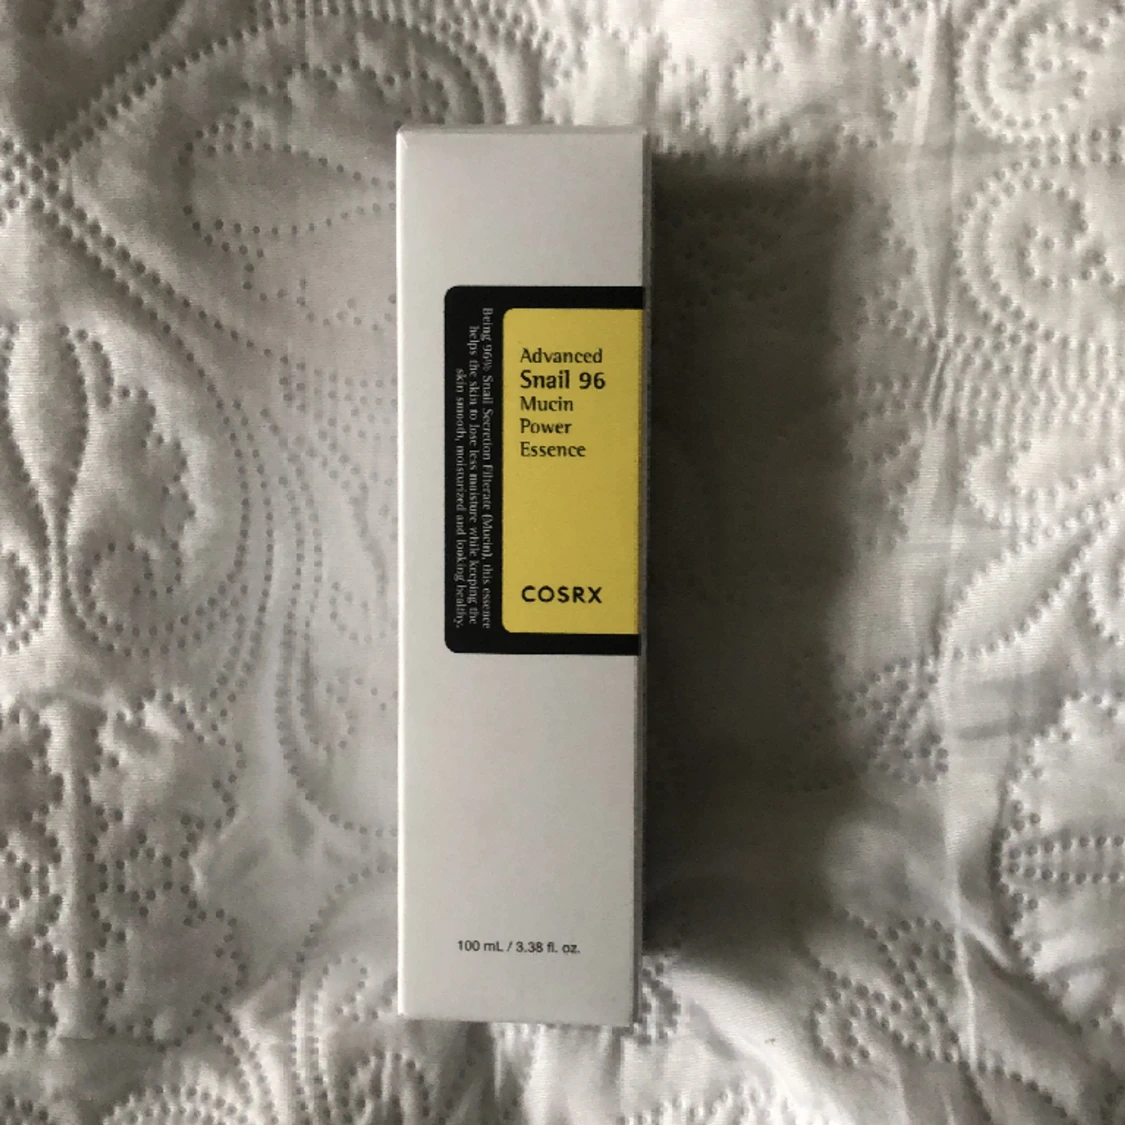 Advanced
Snail 96
Mucin
Power
Essence
COSRX
Being 96% Snail Secretion Filterate (Mucin), this essence
helps the skin to lose less moisture while keeping the
skin smooth, moisturized and looking healthy.
100 mL / 3.38 fl. oz.